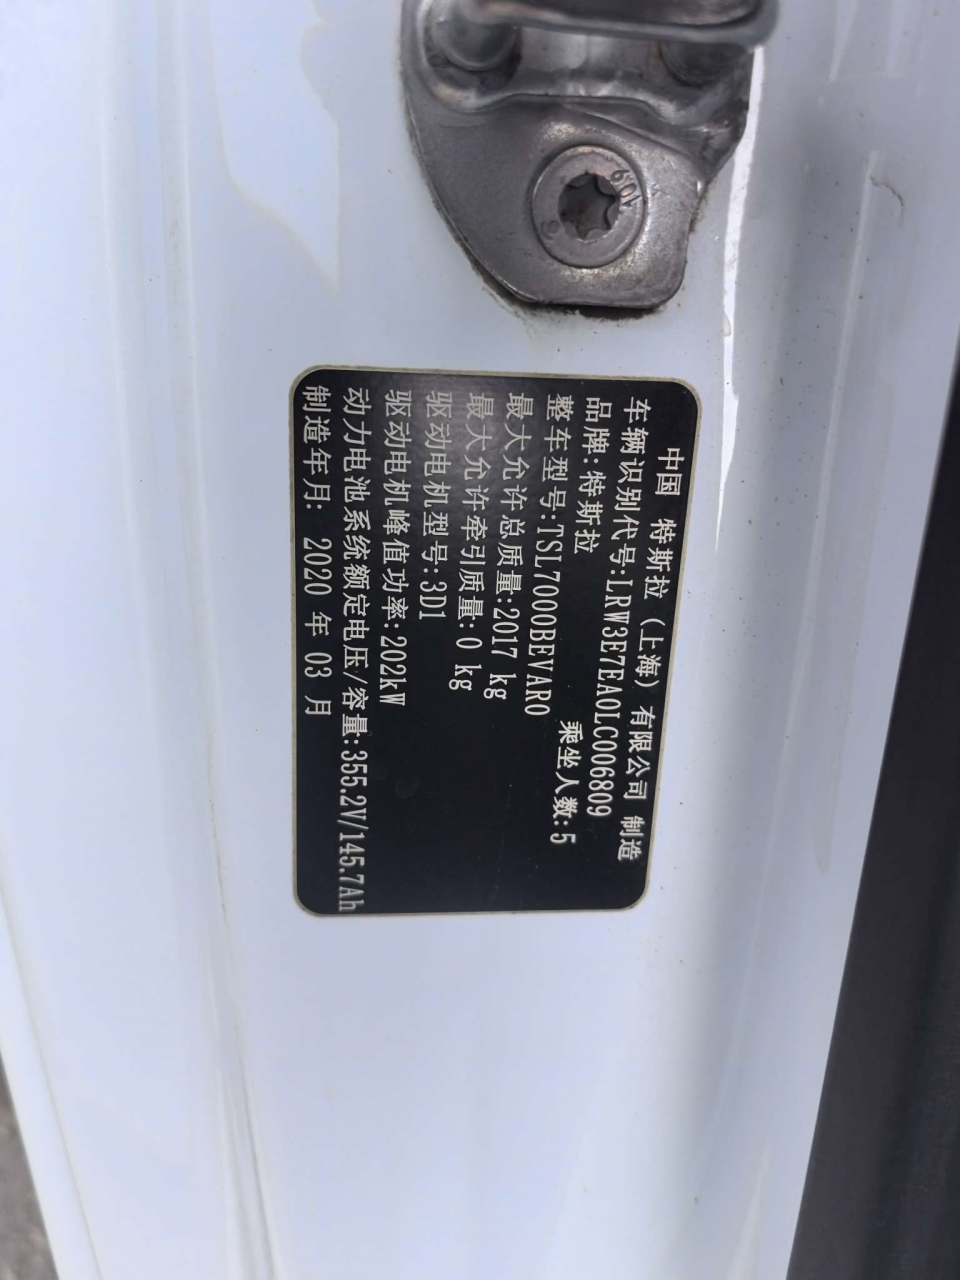 中国 特斯拉（上海）有限公司 制造
车辆识别代号:LRW3E7EA0LC006809
品牌:特斯拉 乘坐人数:5
整车型号:TSL7000BEVAR0
最大允许总质量:2017 kg
最大允许牵引质量:0 kg
驱动电机型号:3D1
驱动电机峰值功率:202kW
动力电池系统额定电压/容量:355.2V/145.7Ah
制造年月: 2020 年 03 月
10.9